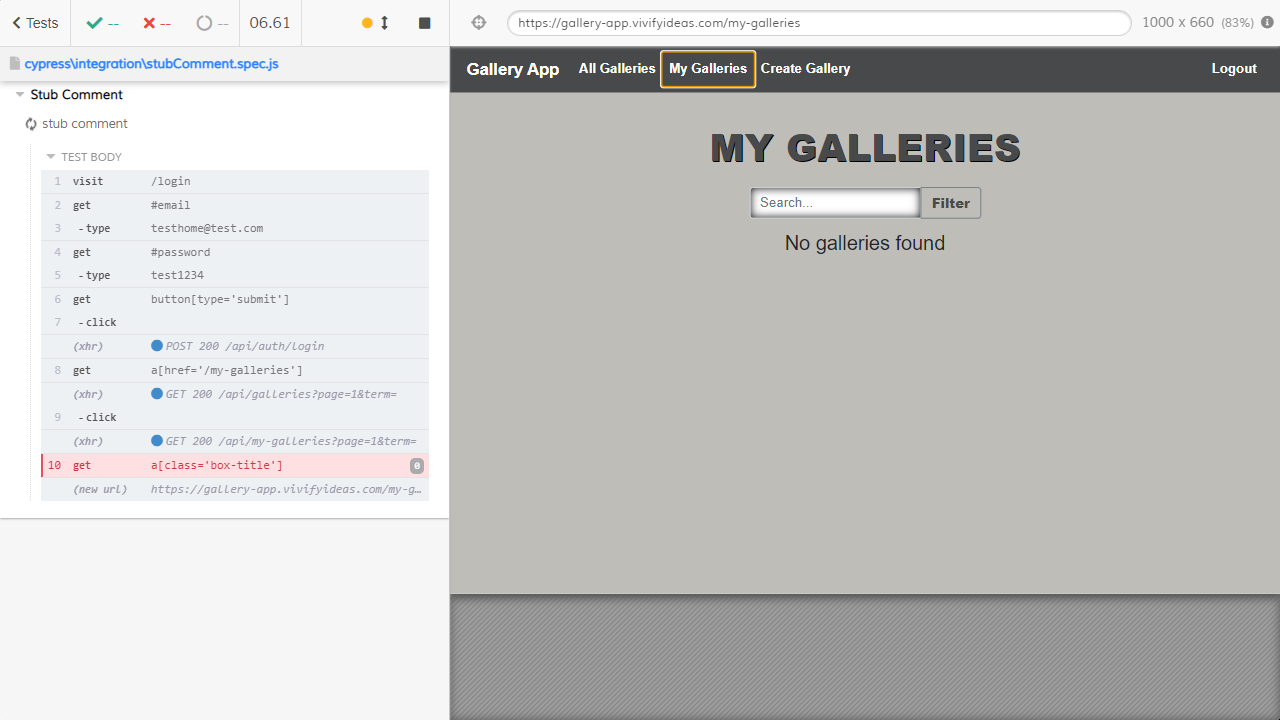 Tests -- -- -- 06.61
https://gallery-app.vivifyideas.com/my-galleries 1000 x 660 (83%)
cypress\integration\stubComment.spec.js
Stub Comment
stub comment
TEST BODY
1 visit /login
2 get #email
3 -type testhome@test.com
4 get #password
5 -type test1234
6 get button[type='submit']
7 -click
(xhr) POST 200 /api/auth/login
8 get a[href='/my-galleries']
(xhr) GET 200 /api/galleries?page=1&term=
9 -click
(xhr) GET 200 /api/my-galleries?page=1&term=
10 get a[class='box-title'] 0
(new url) https://gallery-app.vivifyideas.com/my-g…
Gallery App All Galleries My Galleries Create Gallery Logout
MY GALLERIES
Search... Filter
No galleries found